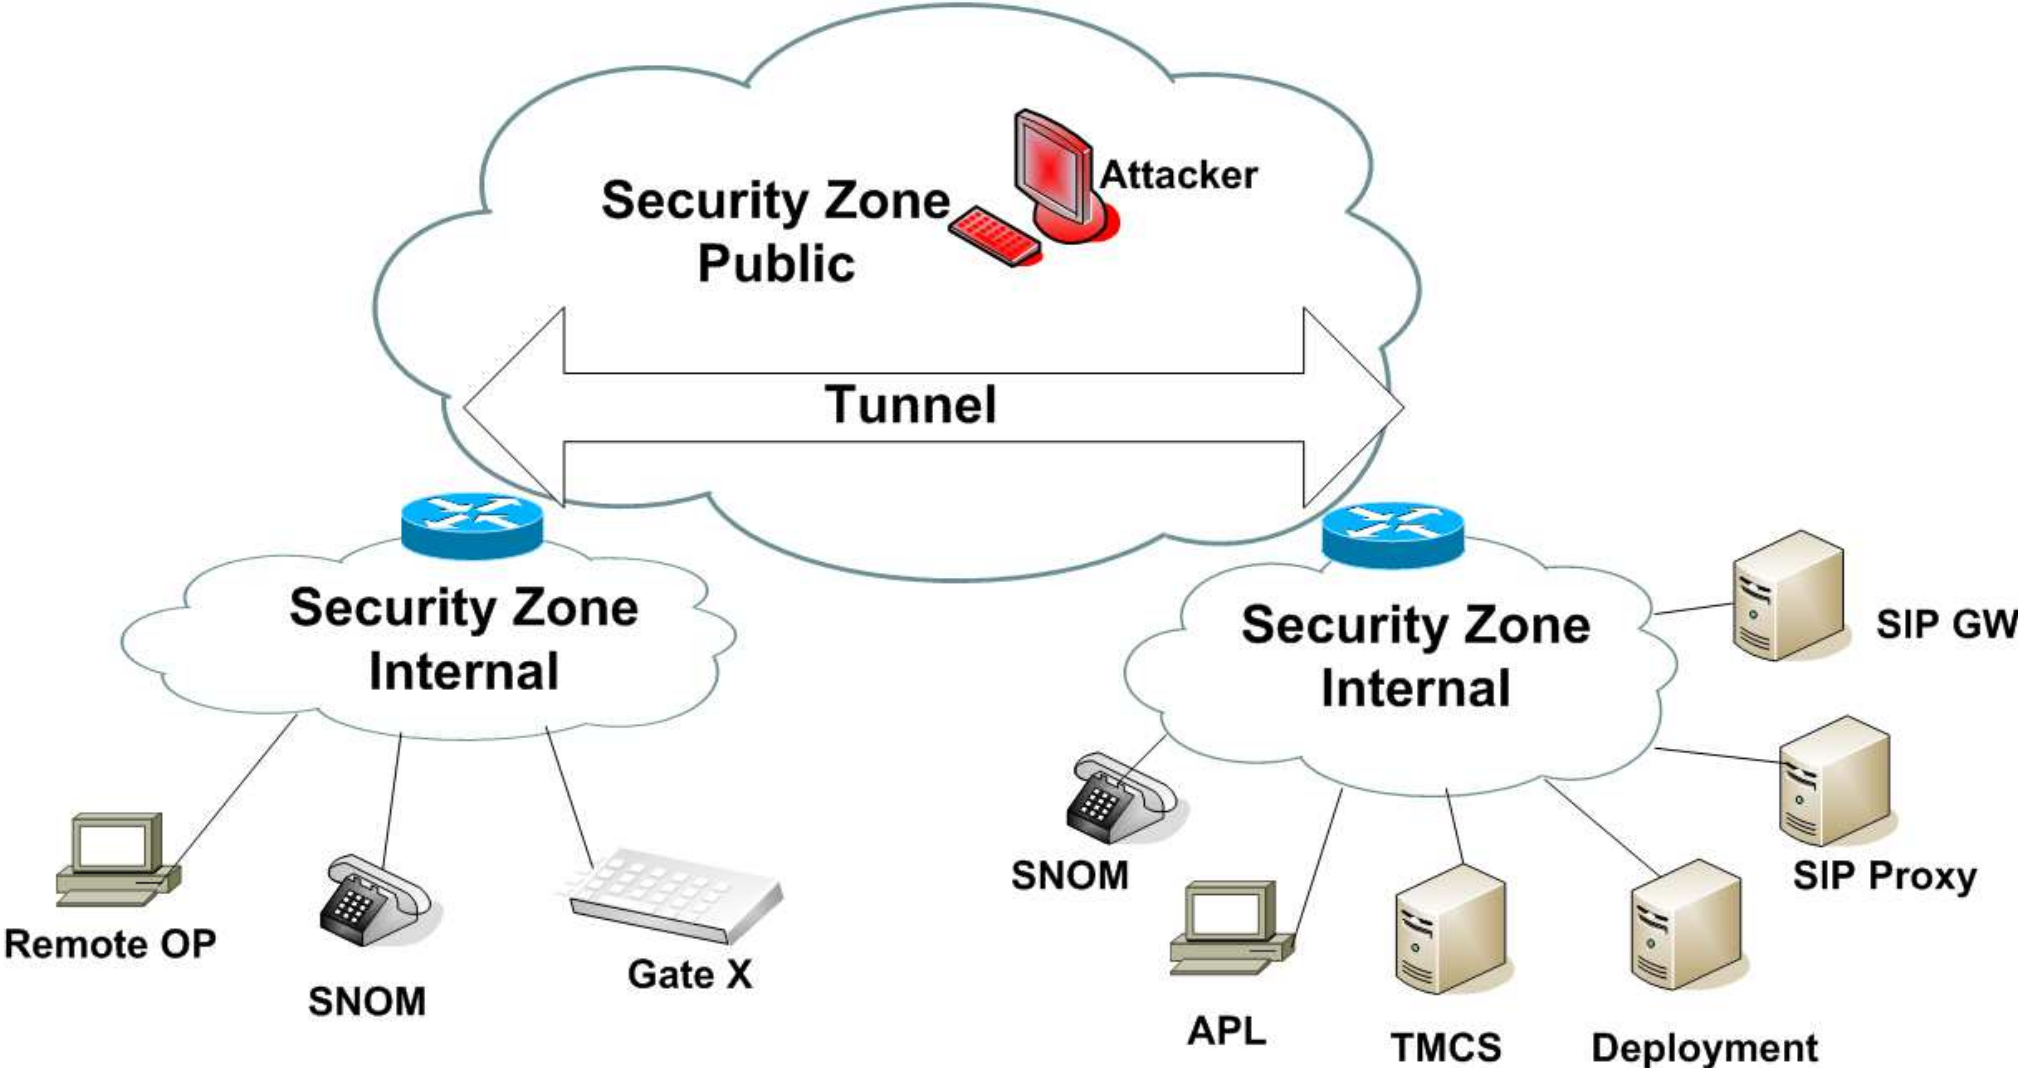 Security Zone
Public
Attacker
Tunnel
Security Zone
Internal
Security Zone
Internal
SIP GW
SIP Proxy
SNOM
Remote OP
SNOM
Gate X
APL
TMCS
Deployment